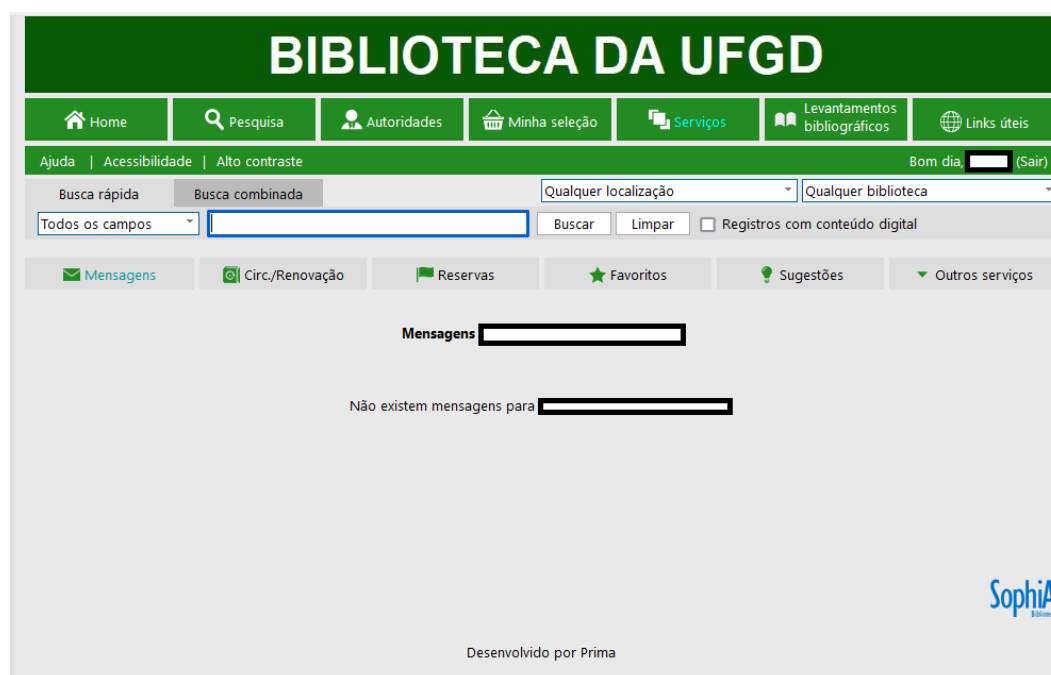 BIBLIOTECA DA UFGD
Home Pesquisa Autoridades Minha seleção Serviços Levantamentos bibliográficos Links úteis
Ajuda | Acessibilidade | Alto contraste Bom dia, (Sair)
Busca rápida Busca combinada Qualquer localização Qualquer biblioteca
Todos os campos Buscar Limpar Registros com conteúdo digital
Mensagens Circ./Renovação Reservas Favoritos Sugestões Outros serviços
Mensagens
Não existem mensagens para
Desenvolvido por Prima